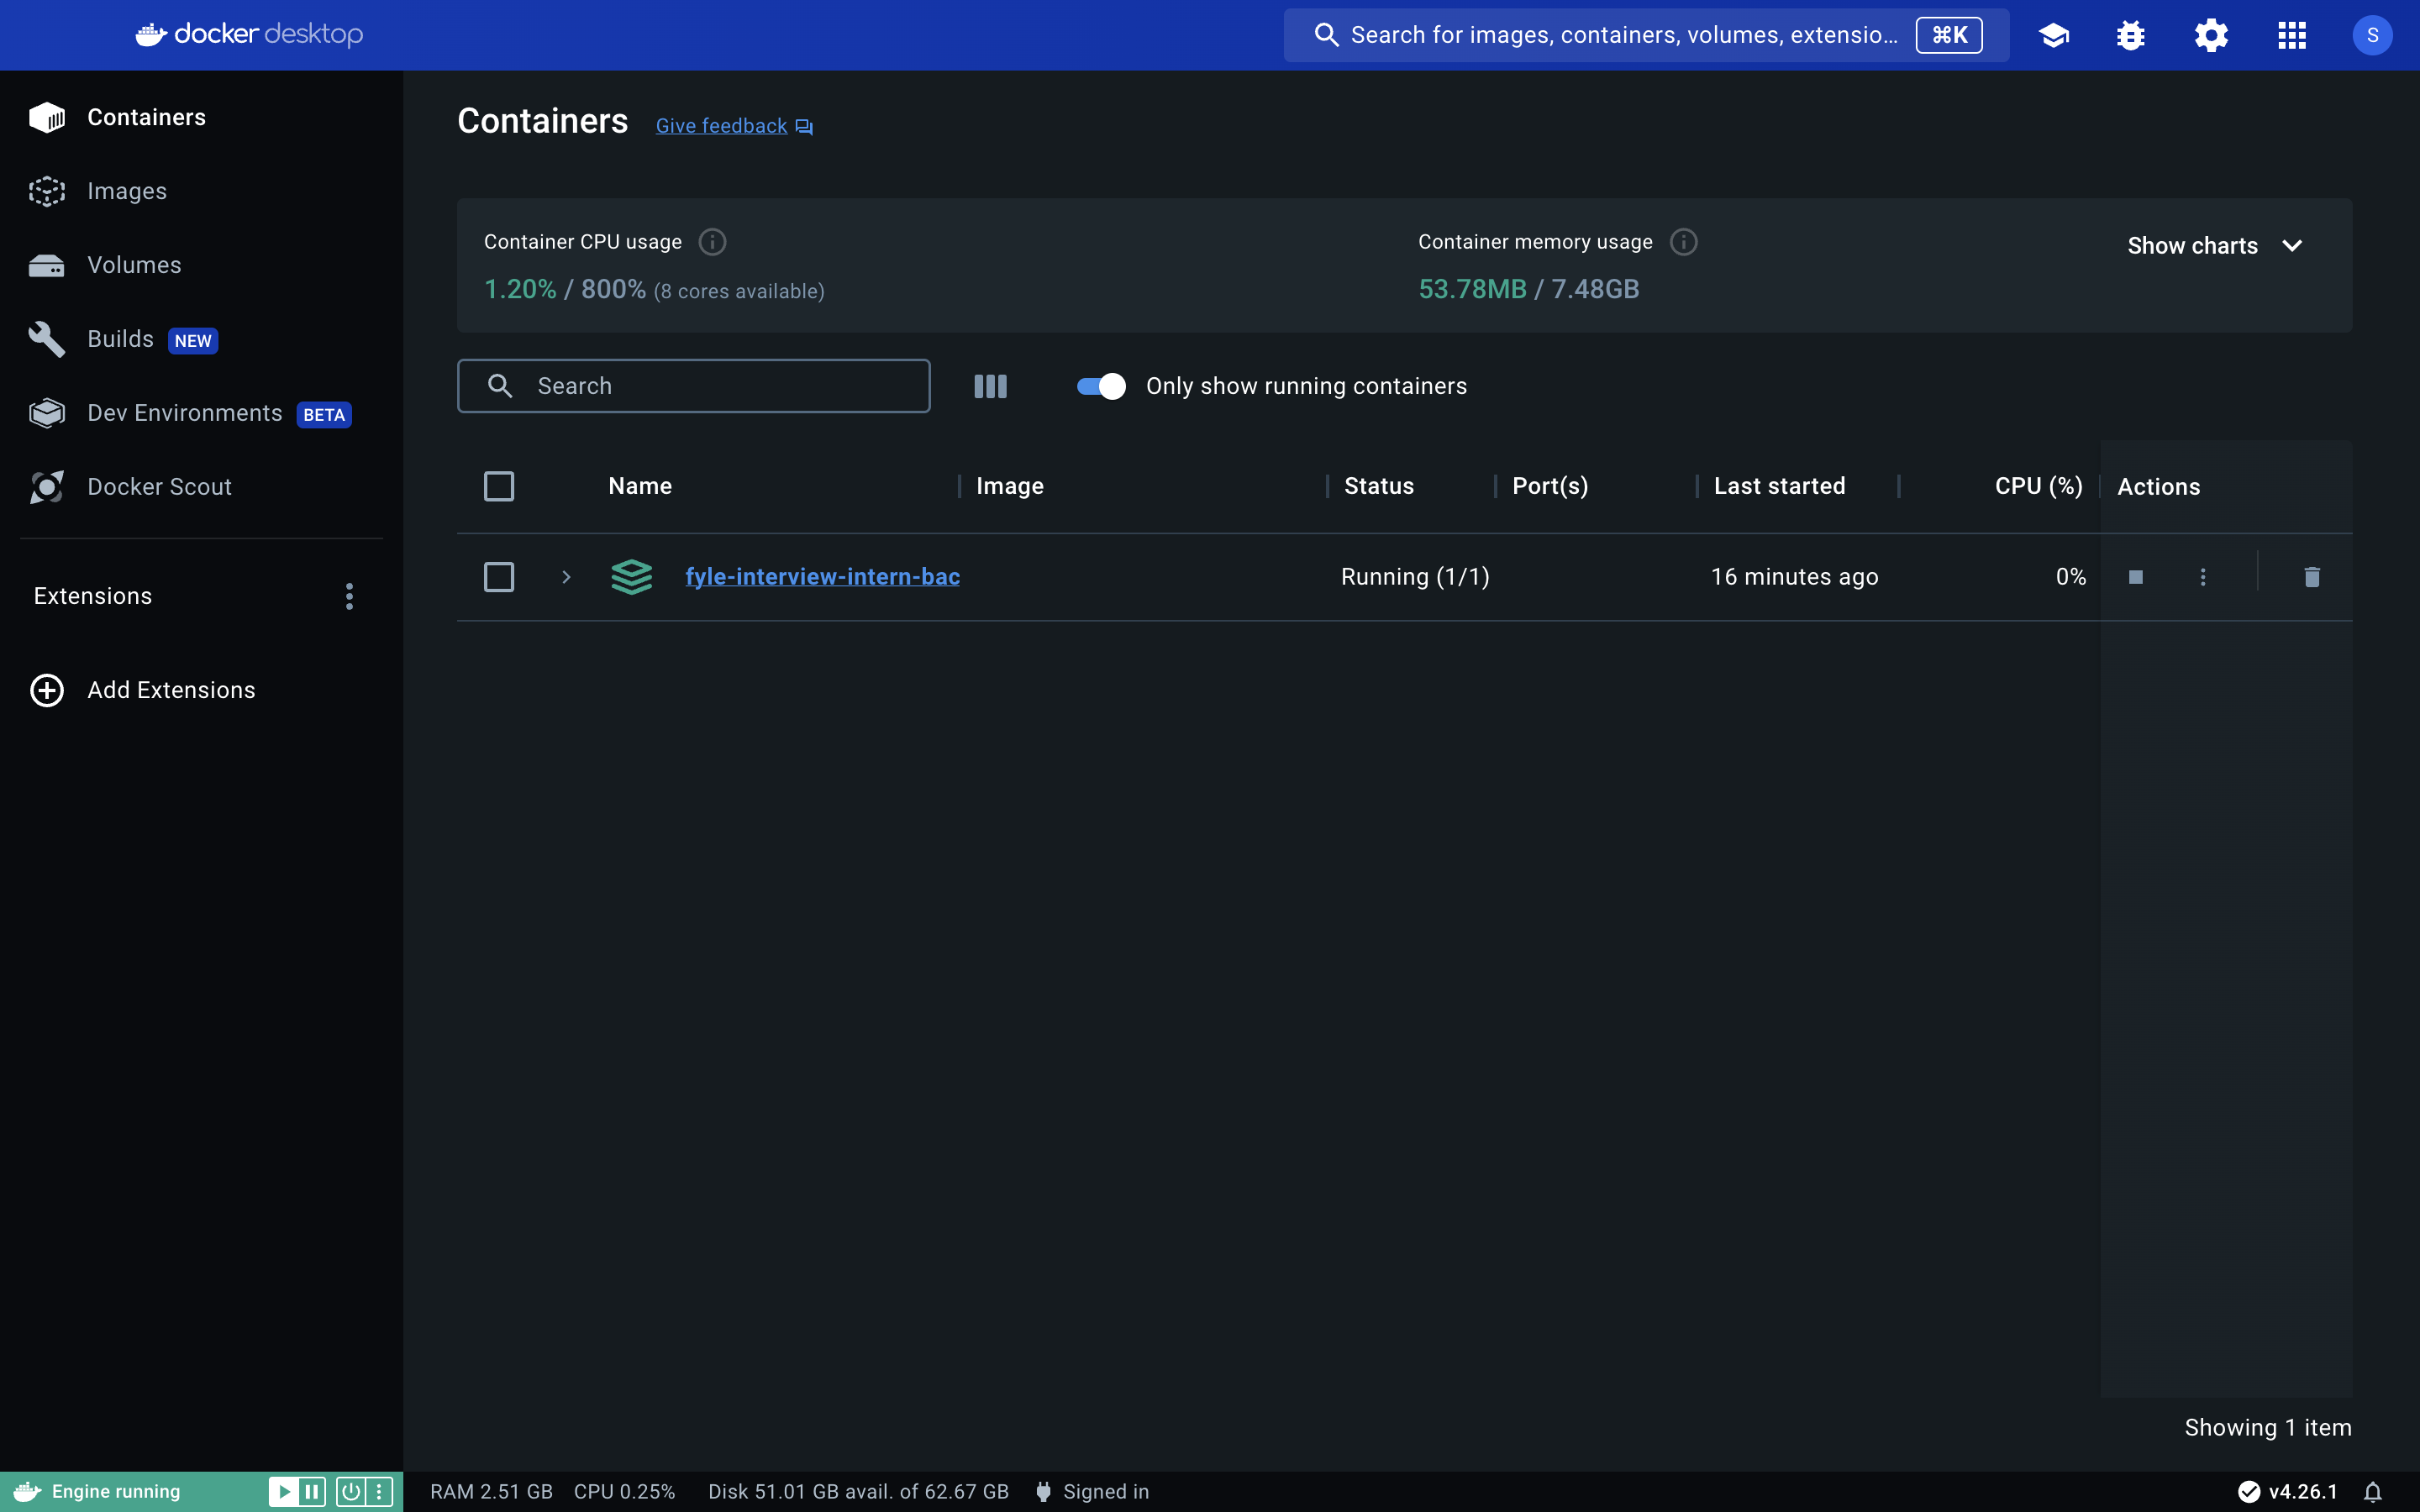 docker desktop
Search for images, containers, volumes, extensio... ⌘K
S
Containers
Images
Volumes
Builds NEW
Dev Environments BETA
Docker Scout
Extensions
Add Extensions
Containers Give feedback
Container CPU usage
1.20% / 800% (8 cores available)
Container memory usage
53.78MB / 7.48GB
Show charts
Search
Only show running containers
Name Image Status Port(s) Last started CPU (%) Actions
fyle-interview-intern-bac Running (1/1) 16 minutes ago 0%
Showing 1 item
Engine running
RAM 2.51 GB CPU 0.25% Disk 51.01 GB avail. of 62.67 GB Signed in
v4.26.1